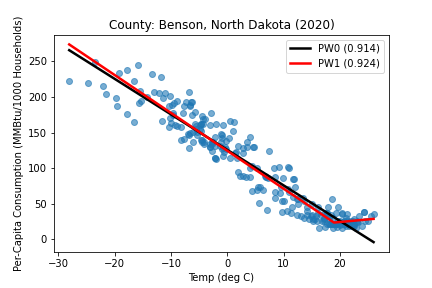 County: Benson, North Dakota (2020)
Per-Capita Consumption (MMBtu/1000 Households)
250
200
150
100
50
0
PW0 (0.914)
PW1 (0.924)
−30 −20 −10 0 10 20
Temp (deg C)